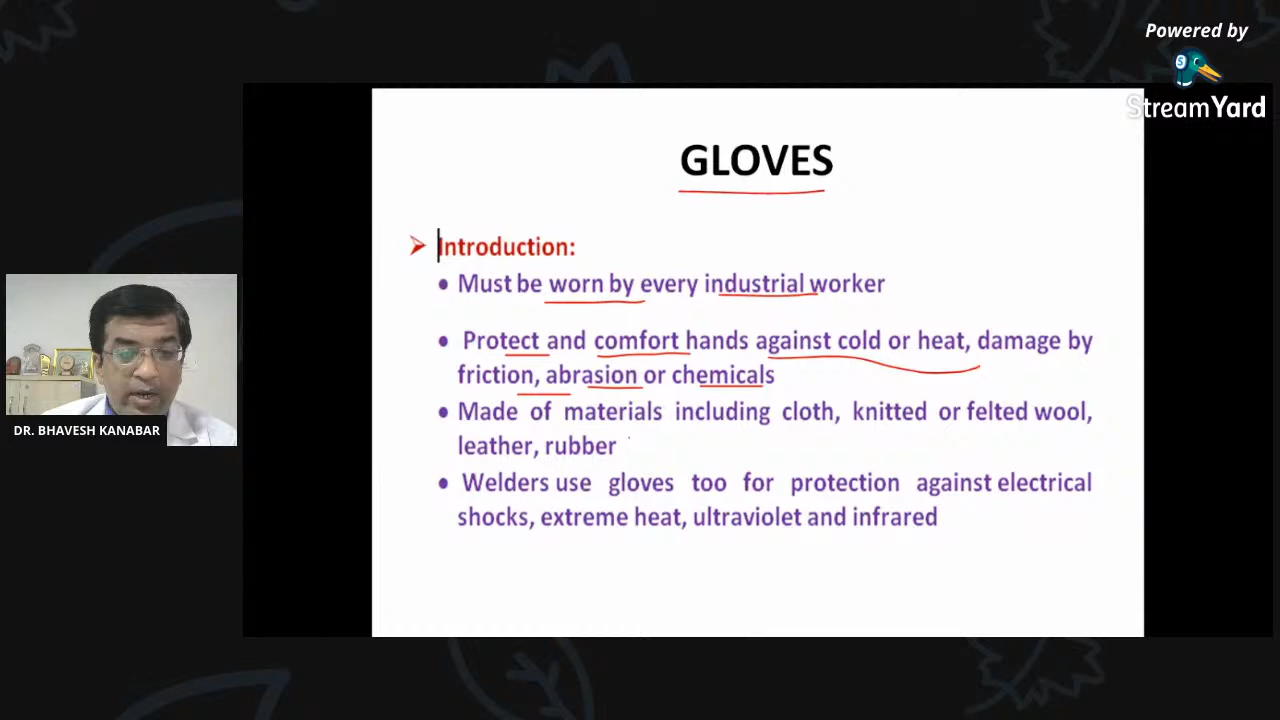 Powered by
StreamYard
GLOVES
Introduction:
Must be worn by every industrial worker
Protect and comfort hands against cold or heat, damage by
friction, abrasion or chemicals
Made of materials including cloth, knitted or felted wool,
leather, rubber
Welders use gloves too for protection against electrical
shocks, extreme heat, ultraviolet and infrared
DR. BHAVESH KANABAR